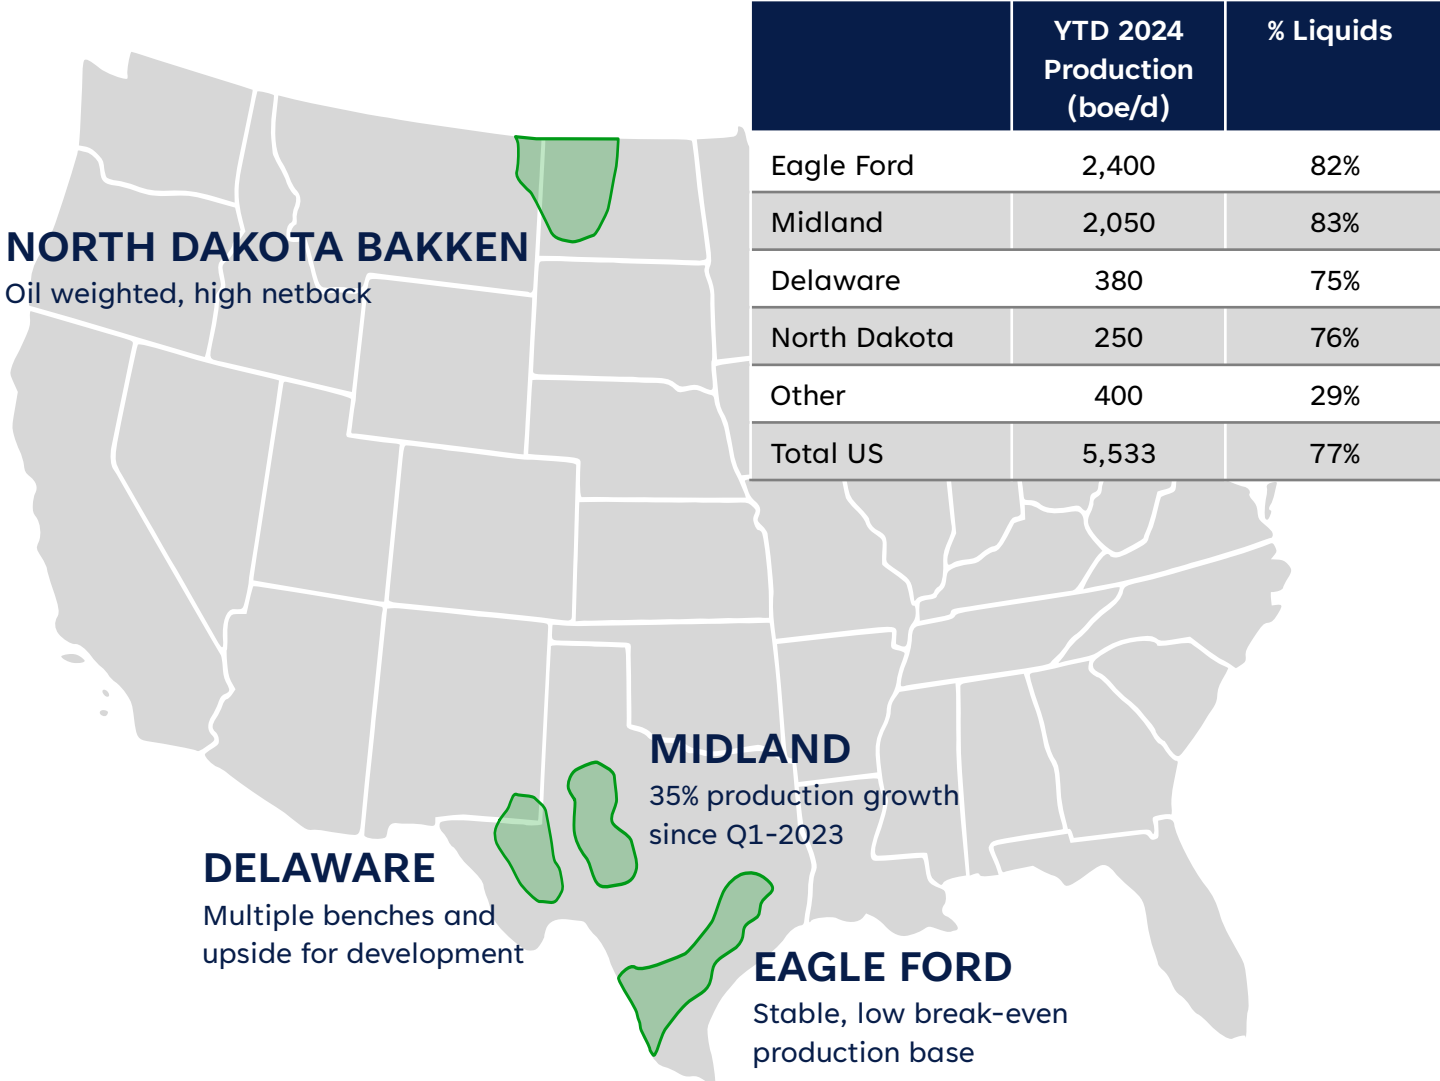 YTD 2024 Production (boe/d) % Liquids
Eagle Ford 2,400 82%
Midland 2,050 83%
Delaware 380 75%
North Dakota 250 76%
Other 400 29%
Total US 5,533 77%
NORTH DAKOTA BAKKEN
Oil weighted, high netback
MIDLAND
35% production growth
since Q1-2023
DELAWARE
Multiple benches and
upside for development
EAGLE FORD
Stable, low break-even
production base